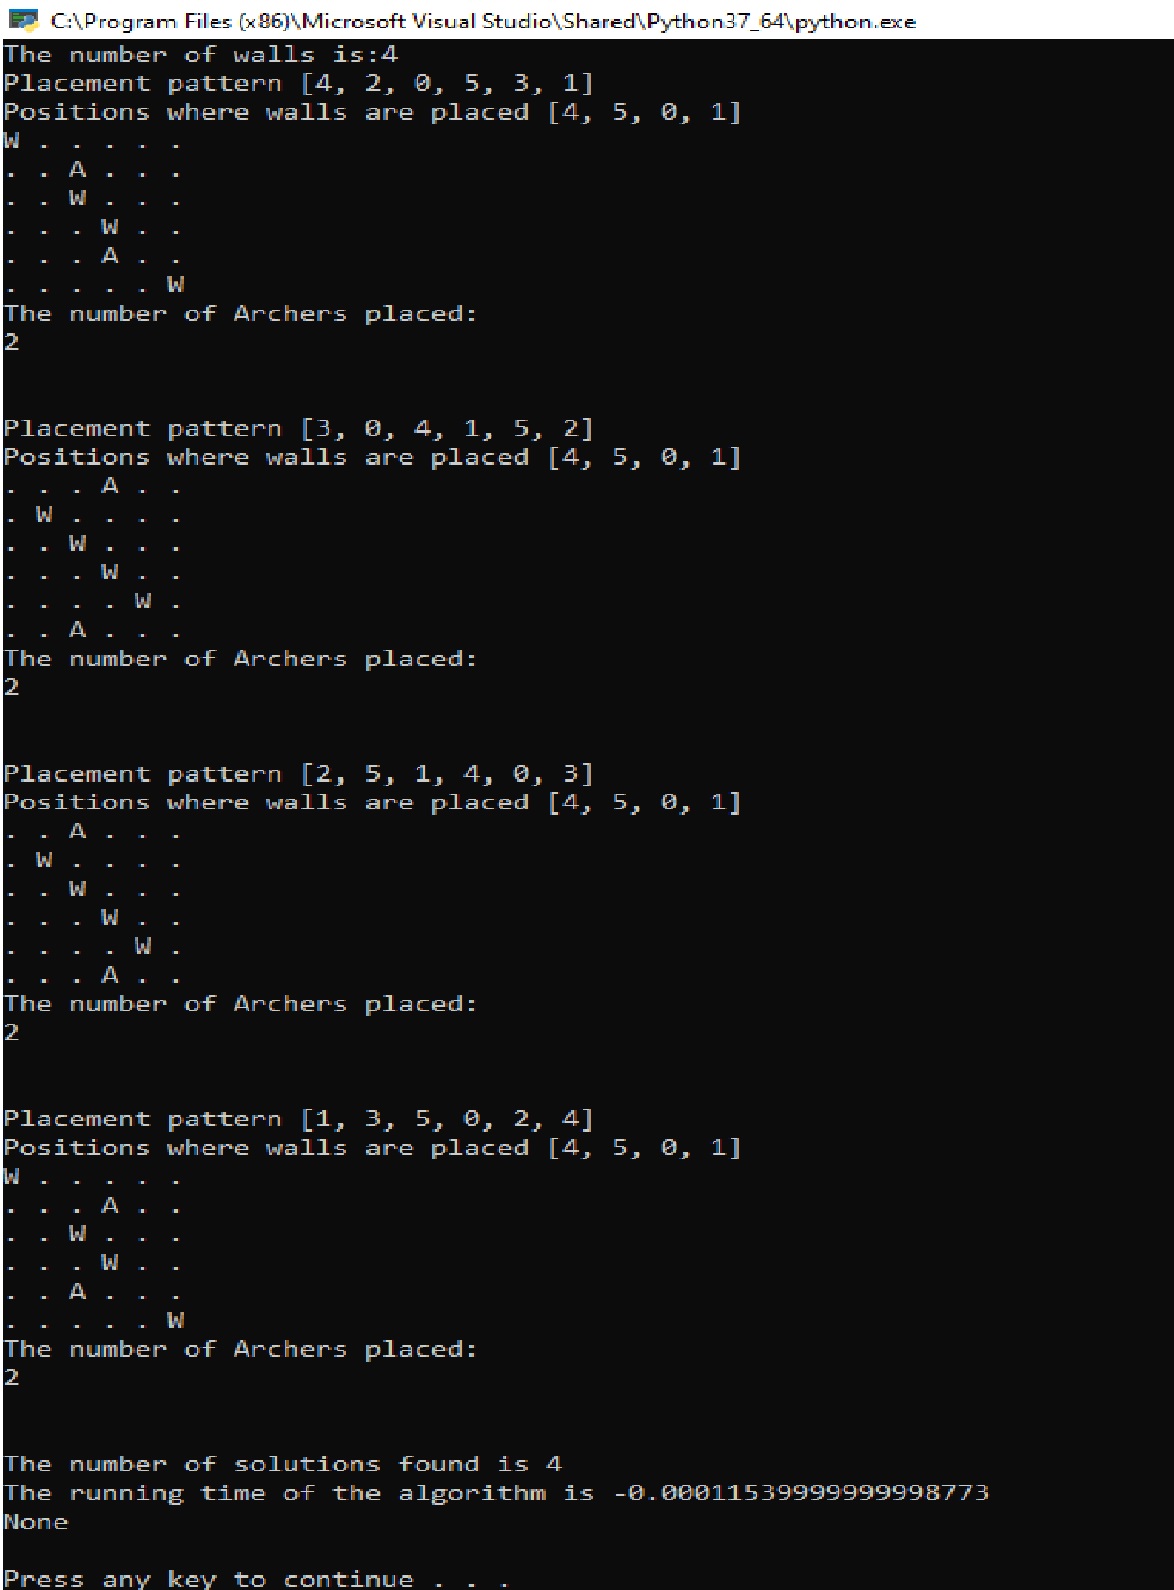 C:\Program Files (x86)\Microsoft Visual Studio\Shared\Python37_64\python.exe
The number of walls is:4
Placement pattern [4, 2, 0, 5, 3, 1]
Positions where walls are placed [4, 5, 0, 1]
W . . . . .
. . A . . .
. . W . . .
. . . W . .
. . . A . .
. . . . . W
The number of Archers placed:
2
Placement pattern [3, 0, 4, 1, 5, 2]
Positions where walls are placed [4, 5, 0, 1]
. . . A . .
. W . . . .
. . W . . .
. . . W . .
. . . . W .
. . A . . .
The number of Archers placed:
2
Placement pattern [2, 5, 1, 4, 0, 3]
Positions where walls are placed [4, 5, 0, 1]
. . A . . .
. W . . . .
. . W . . .
. . . W . .
. . . . W .
. . . A . .
The number of Archers placed:
2
Placement pattern [1, 3, 5, 0, 2, 4]
Positions where walls are placed [4, 5, 0, 1]
W . . . . .
. . . A . .
. . W . . .
. . . W . .
. . A . . .
. . . . . W
The number of Archers placed:
2
The number of solutions found is 4
The running time of the algorithm is -0.00011539999999998773
None
Press any key to continue . . .